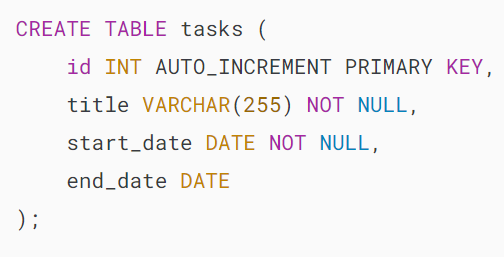 CREATE TABLE tasks (
    id INT AUTO_INCREMENT PRIMARY KEY,
    title VARCHAR(255) NOT NULL,
    start_date DATE NOT NULL,
    end_date DATE
);